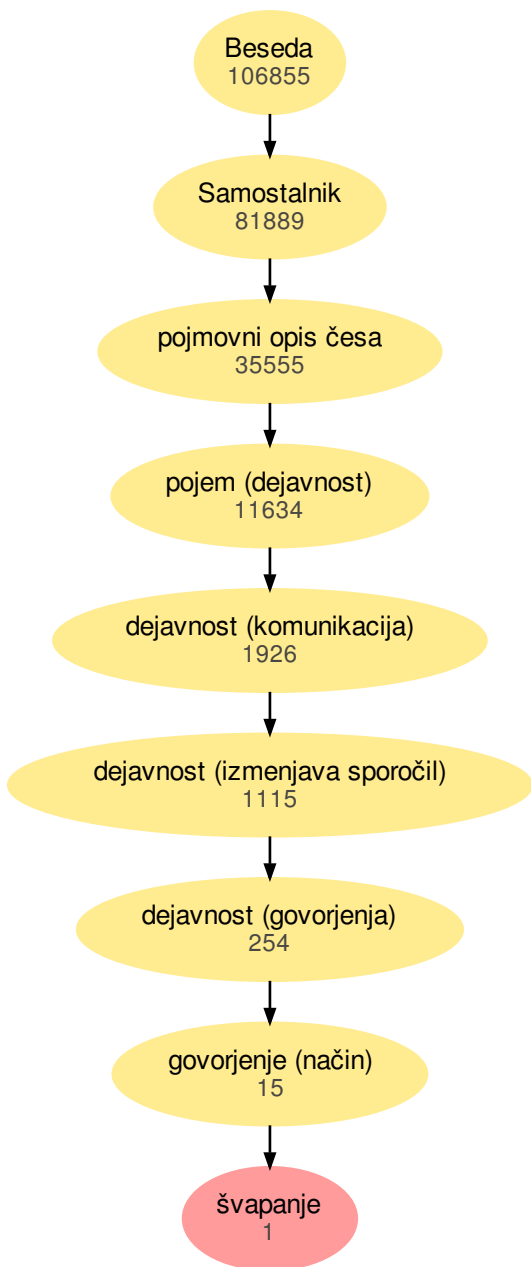 Beseda
106855
Samostalnik
81889
pojmovni opis česa
35555
pojem (dejavnost)
11634
dejavnost (komunikacija)
1926
dejavnost (izmenjava sporočil)
1115
dejavnost (govorjenja)
254
govorjenje (način)
15
švapanje
1